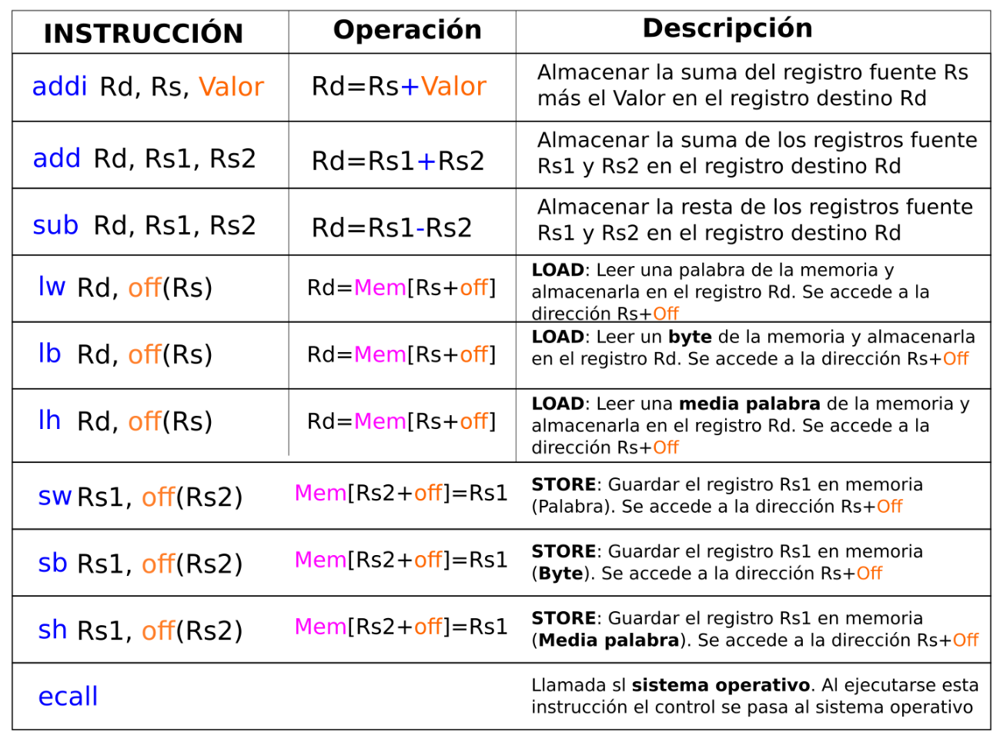 INSTRUCCIÓN Operación Descripción
addi Rd, Rs, Valor Rd=Rs+Valor Almacenar la suma del registro fuente Rs
más el Valor en el registro destino Rd
add Rd, Rs1, Rs2 Rd=Rs1+Rs2 Almacenar la suma de los registros fuente
Rs1 y Rs2 en el registro destino Rd
sub Rd, Rs1, Rs2 Rd=Rs1-Rs2 Almacenar la resta de los registros fuente
Rs1 y Rs2 en el registro destino Rd
lw Rd, off(Rs) Rd=Mem[Rs+off] LOAD: Leer una palabra de la memoria y
almacenarla en el registro Rd. Se accede a la
dirección Rs+Off
lb Rd, off(Rs) Rd=Mem[Rs+off] LOAD: Leer un byte de la memoria y almacenarla
en el registro Rd. Se accede a la dirección Rs+Off
lh Rd, off(Rs) Rd=Mem[Rs+off] LOAD: Leer una media palabra de la memoria y
almacenarla en el registro Rd. Se accede a la
dirección Rs+Off
sw Rs1, off(Rs2) Mem[Rs2+off]=Rs1 STORE: Guardar el registro Rs1 en memoria
(Palabra). Se accede a la dirección Rs+Off
sb Rs1, off(Rs2) Mem[Rs2+off]=Rs1 STORE: Guardar el registro Rs1 en memoria
(Byte). Se accede a la dirección Rs+Off
sh Rs1, off(Rs2) Mem[Rs2+off]=Rs1 STORE: Guardar el registro Rs1 en memoria
(Media palabra). Se accede a la dirección Rs+Off
ecall Llamada sl sistema operativo. Al ejecutarse esta
instrucción el control se pasa al sistema operativo